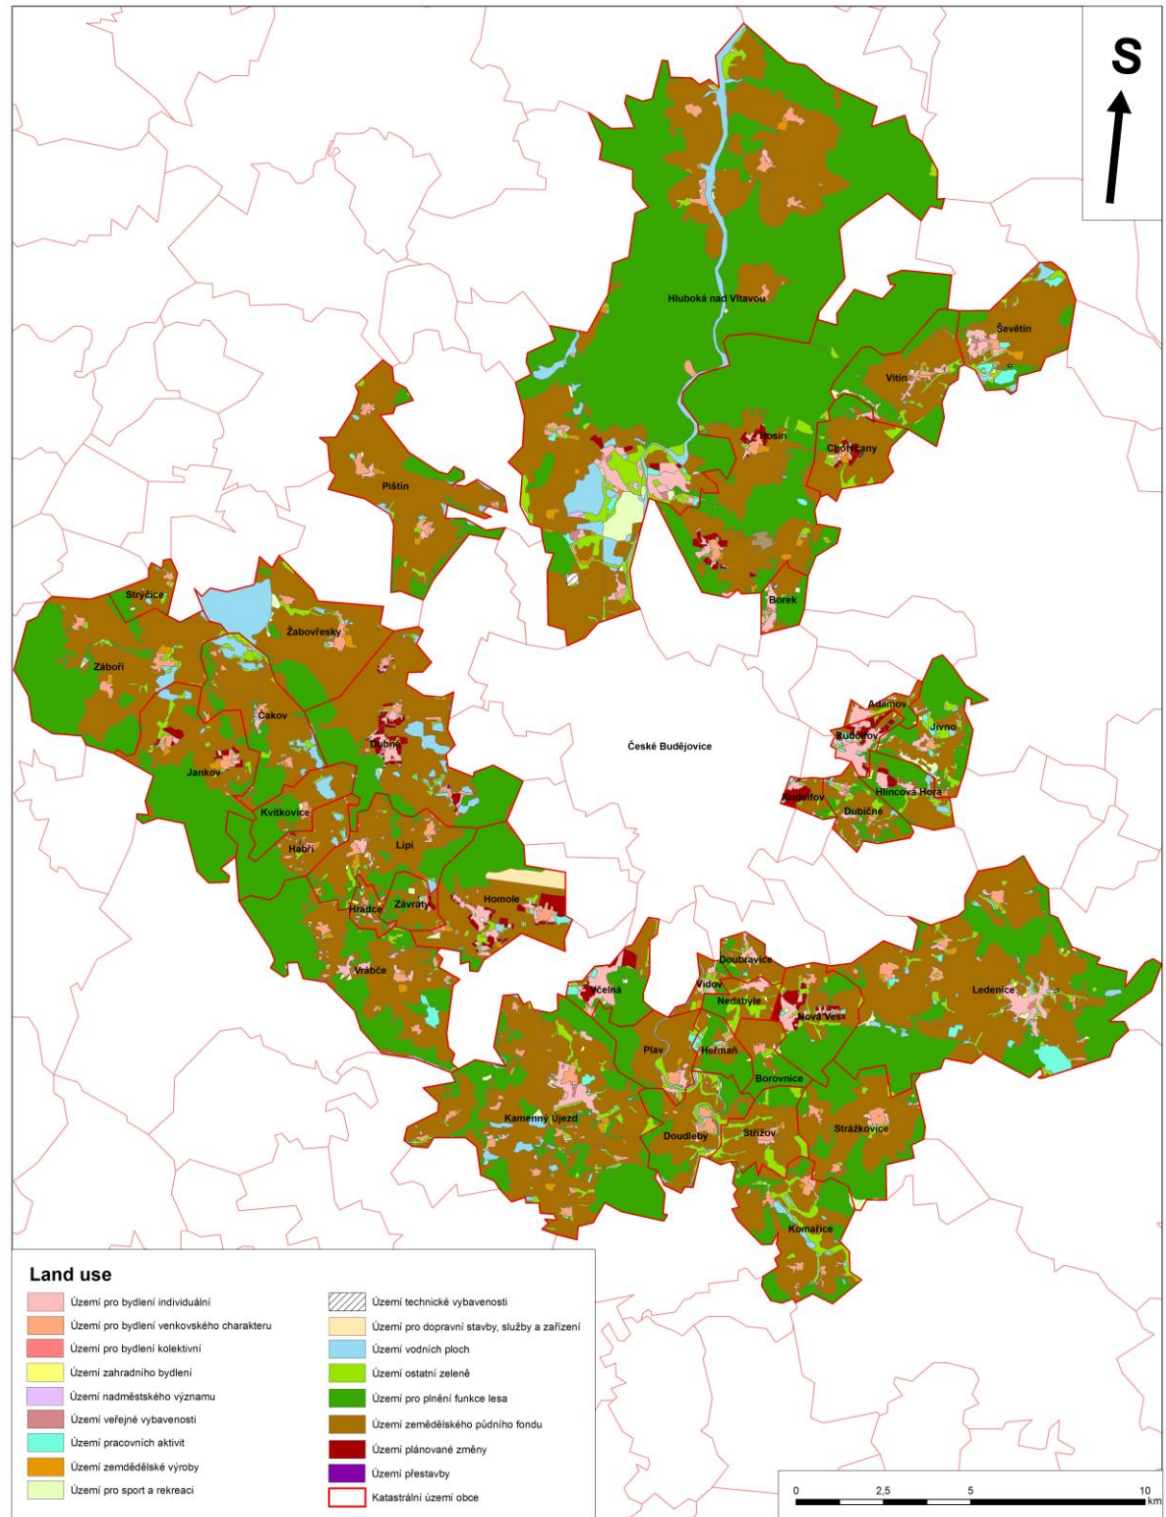 S
Hluboká nad Vltavou
Ševětín
Vitín
Hosín
Chotýčany
Pištín
Borek
Strýčice
Žabovřesky
Záboří
Čakov
Dubné
Jankov
Kvítkovice
Habří
Lipí
Hradce
Závraty
Homole
Vrábče
České Budějovice
Adamov
Rudolfov
Jivno
Hlincová Hora
Rudolfov
Dubičné
Včelná
Doubravice
Vidov
Nedabyle
Nová Ves
Ledenice
Plav
Heřmaň
Borovnice
Kamenný Újezd
Doudleby
Střížov
Strážkovice
Komařice
Land use
Území pro bydlení individuální
Území pro bydlení venkovského charakteru
Území pro bydlení kolektivní
Území zahradního bydlení
Území nadměstského významu
Území veřejné vybavenosti
Území pracovních aktivit
Území zemdědělské výroby
Území pro sport a rekreaci
Území technické vybavenosti
Území pro dopravní stavby, služby a zařízení
Území vodních ploch
Území ostatní zeleně
Území pro plnění funkce lesa
Území zemědělského půdního fondu
Území plánované změny
Území přestavby
Katastrální území obce
0 2,5 5 10
km